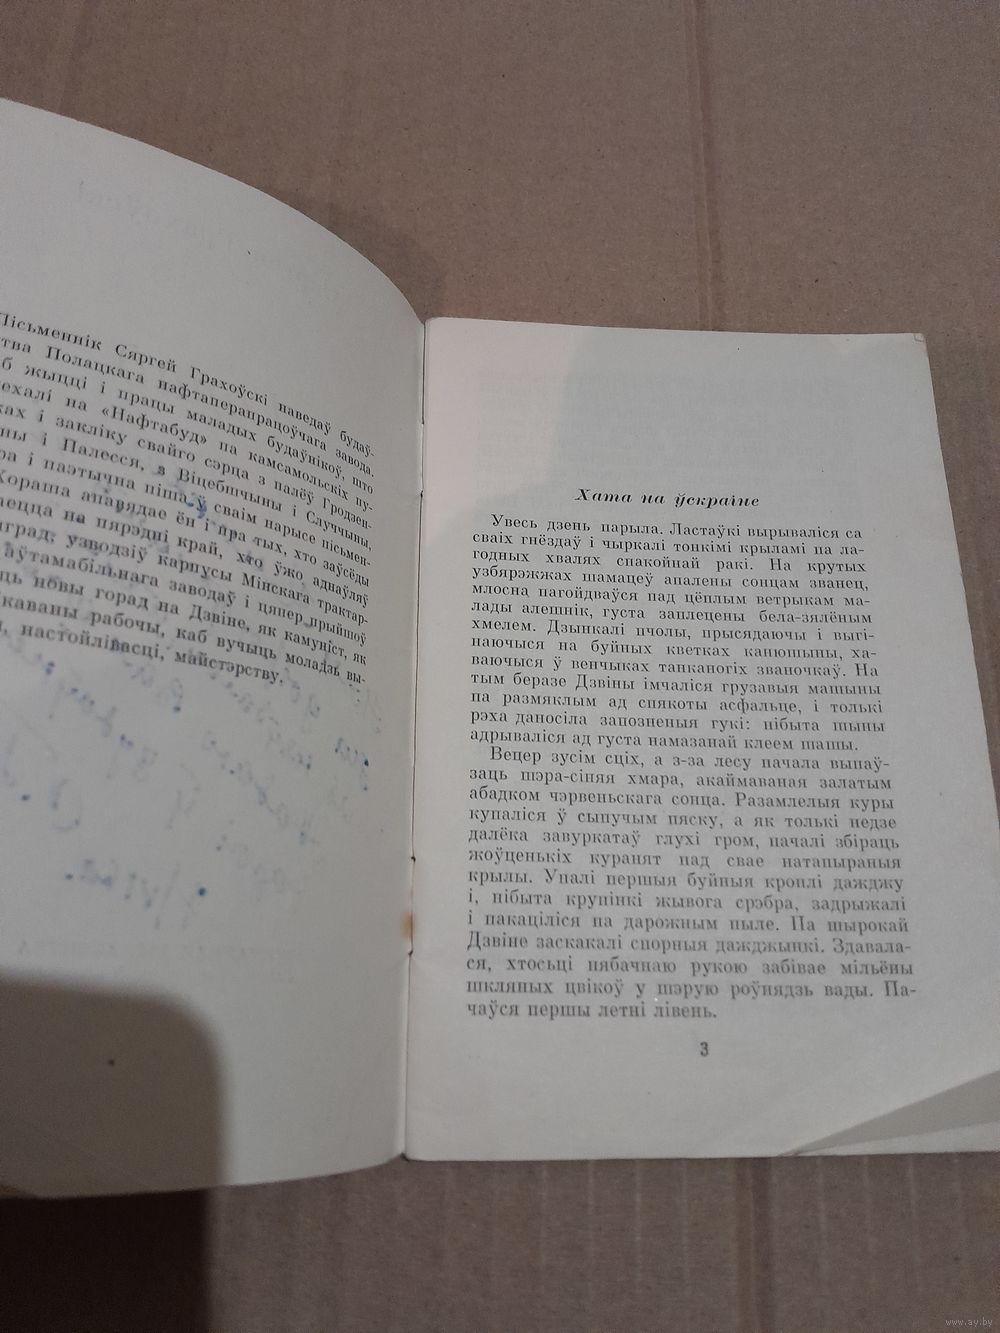 Пісьменнік Сяргей Грахоўскі наведаў будаў-
тва Полацкага нафтаперапрацоўчага завода.
б жыцці і працы маладых будаўнікоў, што
ехалі на «Нафтабуд» па камсамольскіх пу-
ках і закліку свайго сэрца з палёў Гродзен-
ны і Палесся, з Віцебшчыны і Случчыны,
ра і паэтычна піша ў сваім нарысе пісьмен-
Хораша апавядае ён і пра тых, хто заўсёды
аецца на пярэдні край, хто ўжо аднаўляў
град, узводзіў карпусы Мінскага трактар-
аўтамабільнага заводаў і цяпер прыйшоў
ць новы горад на Дзвіне, як камуніст, як
каваны рабочы, каб вучыць моладзь вы-
, настойлівасці, майстэрству.
Хата на ўскраіне
Увесь дзень парыла. Ластаўкі вырываліся са
сваіх гнёздаў і чыркалі тонкімі крыламі па ла-
годных хвалях спакойнай ракі. На крутых
узбярэжжах шамацеў апалены сонцам званец,
млосна пагойдваўся пад цёплым ветрыкам ма-
лады алешнік, густа заплецены бела-зялёным
хмелем. Дзынкалі пчолы, прысядаючы і выгі-
наючыся на буйных кветках канюшыны, ха-
ваючыся ў венчыках танканогіх званочкаў. На
тым беразе Дзвіны імчаліся грузавыя машыны
па размяклым ад спякоты асфальце, і толькі
рэха даносіла запозненыя гукі: нібыта шыны
адрываліся ад густа намазанай клеем шашы.
Вецер зусім сціх, а з-за лесу пачала выпаў-
заць шэра-сіняя хмара, акаймаваная залатым
абадком чэрвеньскага сонца. Разамлелыя куры
купаліся ў сыпучым пяску, а як толькі недзе
далёка завуркатаў глухі гром, пачалі збіраць
жоўценькіх куранят пад свае натапыраныя
крылы. Упалі першыя буйныя кроплі дажджу
і, нібыта крупінкі жывога срэбра, задрыжалі
і пакаціліся па дарожным пыле. Па шырокай
Дзвіне заскакалі спорныя дажджынкі. Здавала-
ся, хтосьці нябачнаю рукою забівае мільёны
шкляных цвікоў у шэрую роўнядзь вады. Па-
чаўся першы летні лівень.
3
www.ay.by